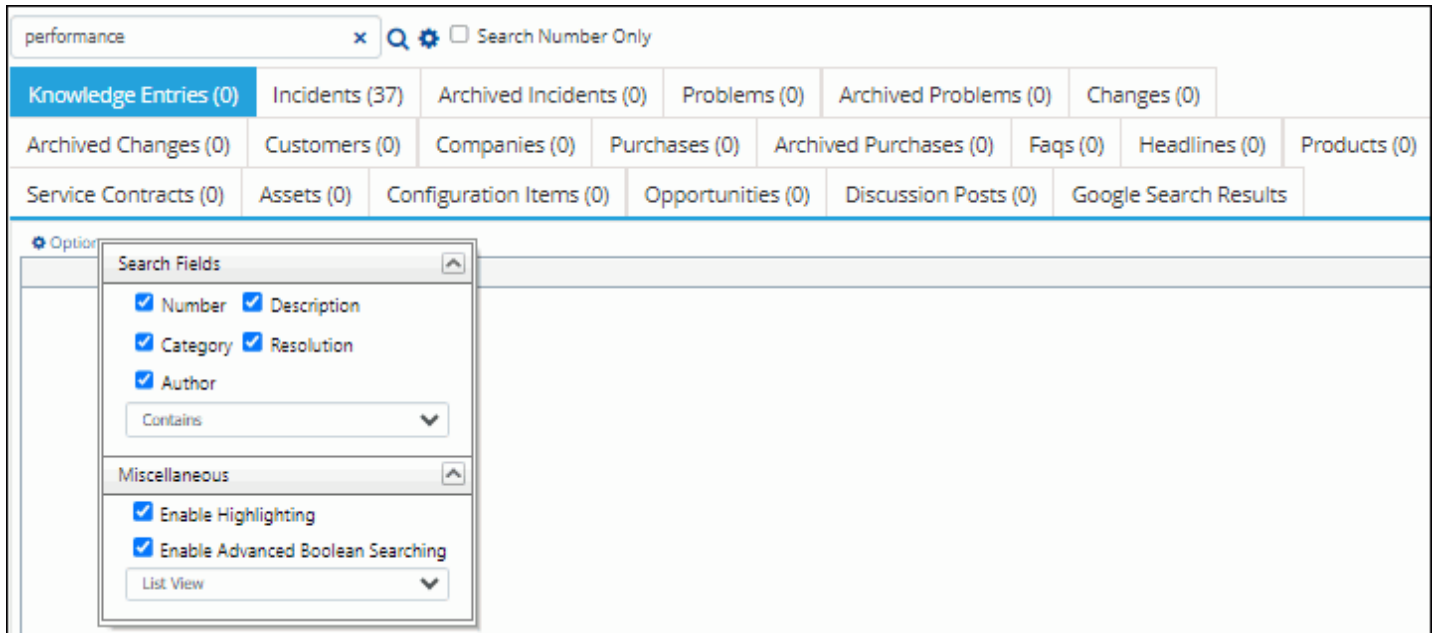 performance Search Number Only
Knowledge Entries (0) Incidents (37) Archived Incidents (0) Problems (0) Archived Problems (0) Changes (0)
Archived Changes (0) Customers (0) Companies (0) Purchases (0) Archived Purchases (0) Faqs (0) Headlines (0) Products (0)
Service Contracts (0) Assets (0) Configuration Items (0) Opportunities (0) Discussion Posts (0) Google Search Results
Option
Search Fields
Number Description
Category Resolution
Author
Contains
Miscellaneous
Enable Highlighting
Enable Advanced Boolean Searching
List View